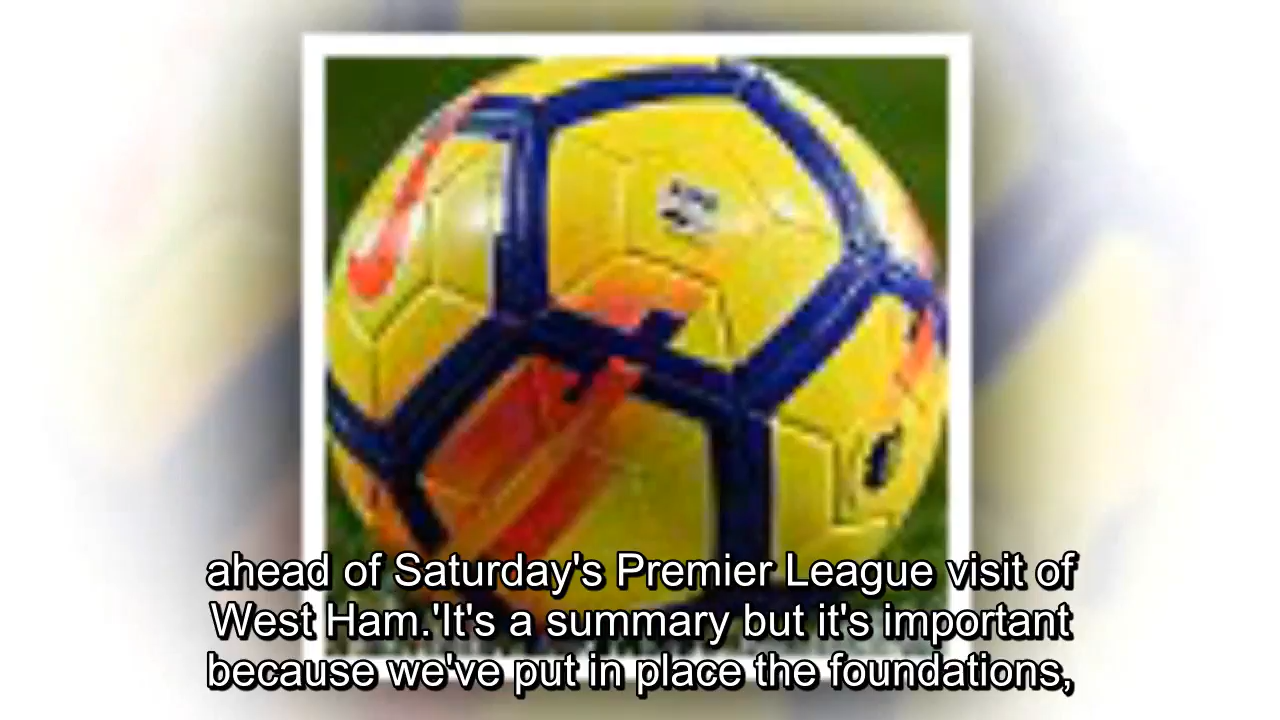 ahead of Saturday's Premier League visit of
West Ham.'It's a summary but it's important
because we've put in place the foundations,